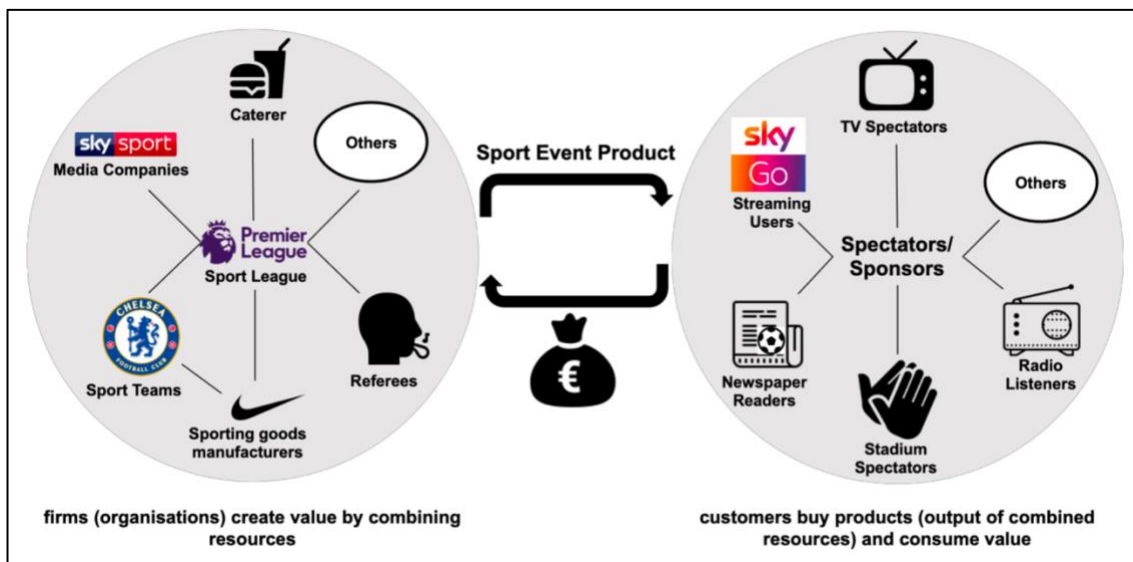 Caterer
sky sport
Media Companies
Others
Premier
League
Sport League
CHELSEA
FOOTBALL CLUB
Sport Teams
Referees
Sporting goods
manufacturers
firms (organisations) create value by combining
resources
Sport Event Product
€
TV Spectators
sky
Go
Streaming
Users
Others
Spectators/
Sponsors
Newspaper
Readers
Radio
Listeners
Stadium
Spectators
customers buy products (output of combined
resources) and consume value